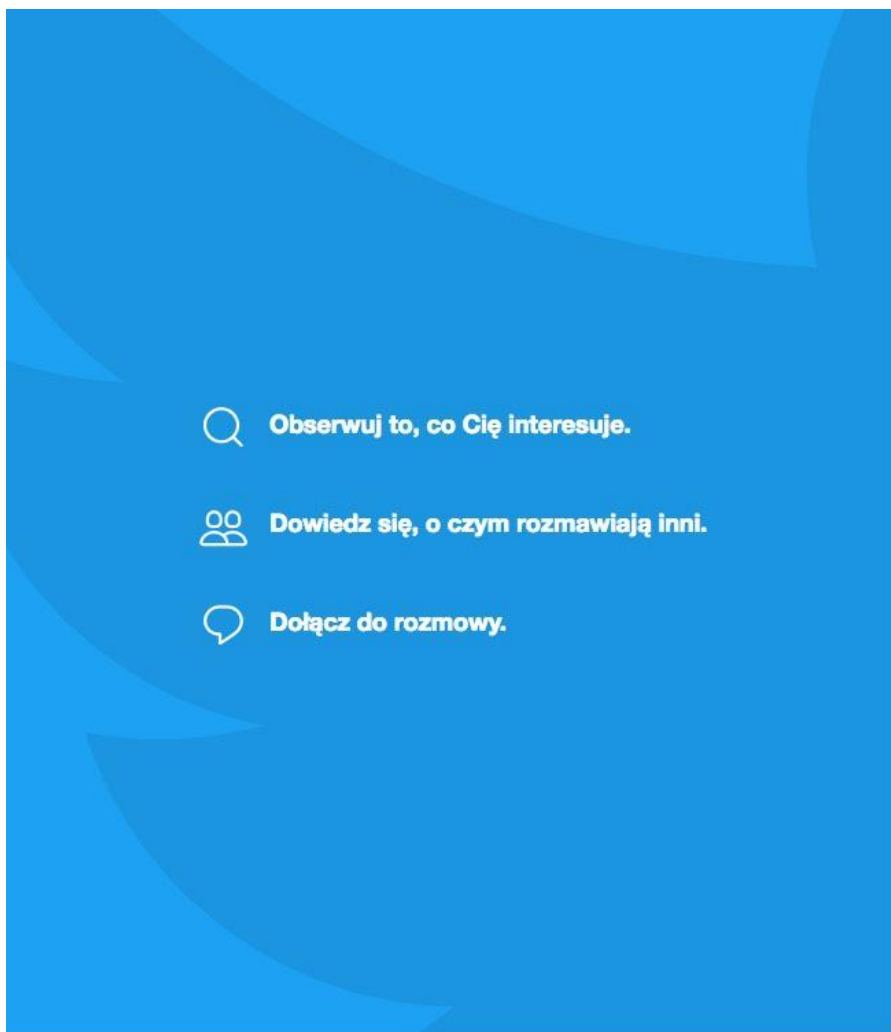 Obserwuj to, co Cię interesuje.
Dowiedz się, o czym rozmawiają inni.
Dołącz do rozmowy.